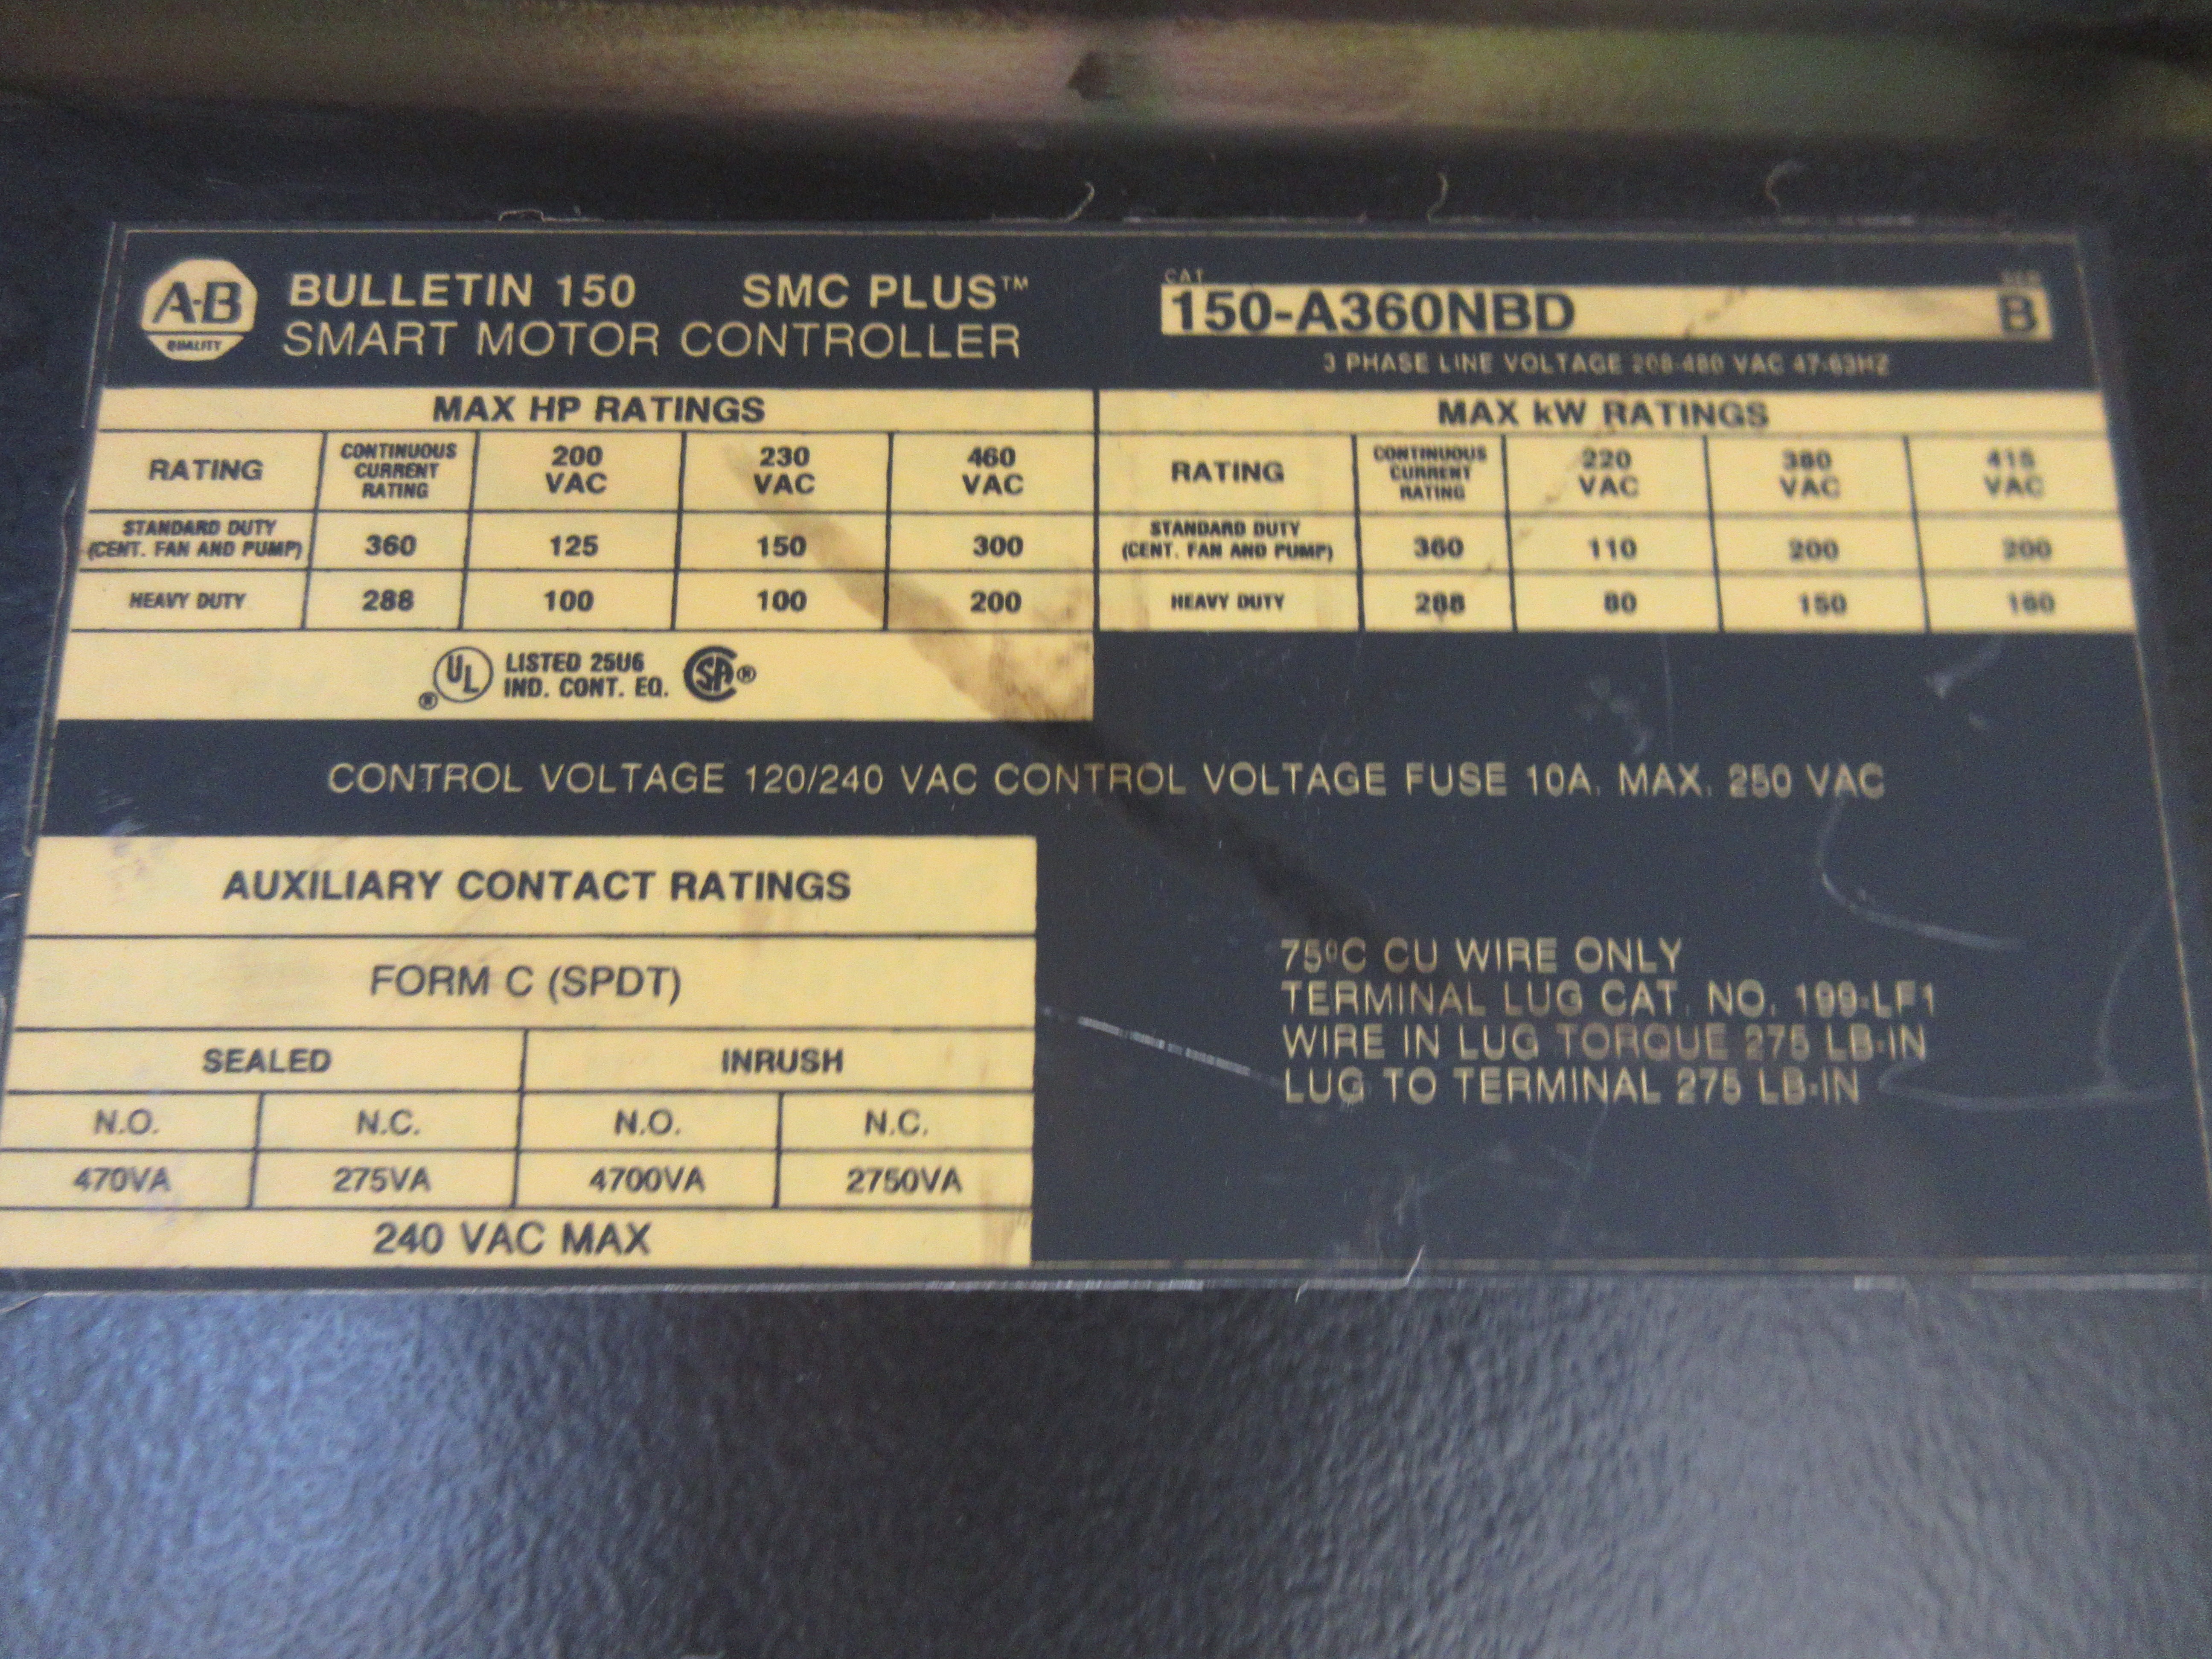 A-B
QUALITY
BULLETIN 150 SMC PLUS™
SMART MOTOR CONTROLLER
CAT
150-A360NBD B
3 PHASE LINE VOLTAGE 208-480 VAC 47-63HZ
MAX HP RATINGS
RATING CONTINUOUS CURRENT RATING 200 VAC 230 VAC 460 VAC
STANDARD DUTY (CENT. FAN AND PUMP) 360 125 150 300
HEAVY DUTY 288 100 100 200
MAX kW RATINGS
RATING CONTINUOUS CURRENT RATING 220 VAC 380 VAC 415 VAC
STANDARD DUTY (CENT. FAN AND PUMP) 360 110 200 200
HEAVY DUTY 288 80 150
UL® LISTED 25U6
IND. CONT. EQ. SA®
CONTROL VOLTAGE 120/240 VAC CONTROL VOLTAGE FUSE 10A. MAX. 250 VAC
AUXILIARY CONTACT RATINGS
FORM C (SPDT)
SEALED INRUSH
N.O. N.C. N.O. N.C.
470VA 275VA 4700VA 2750VA
240 VAC MAX
75°C CU WIRE ONLY
TERMINAL LUG CAT. NO. 199-LF1
WIRE IN LUG TORQUE 275 LB-IN
LUG TO TERMINAL 275 LB-IN